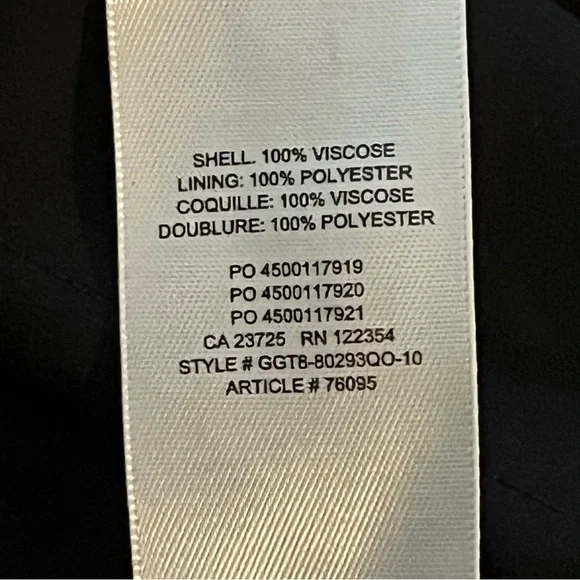 SHELL. 100% VISCOSE
LINING: 100% POLYESTER
COQUILLE: 100% VISCOSE
DOUBLURE: 100% POLYESTER
PO 4500117919
PO 4500117920
PO 4500117921
CA 23725 RN 122354
STYLE # GGT8-80293QO-10
ARTICLE # 76095